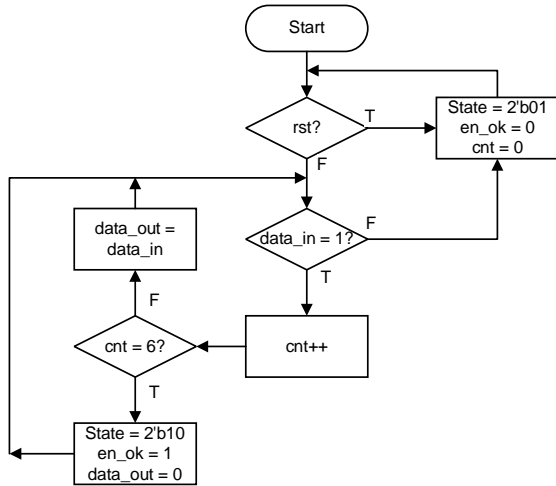 Start
rst?
T
State = 2'b01
en_ok = 0
cnt = 0
F
data_out =
data_in
data_in = 1?
F
T
F
cnt = 6?
cnt++
T
State = 2'b10
en_ok = 1
data_out = 0